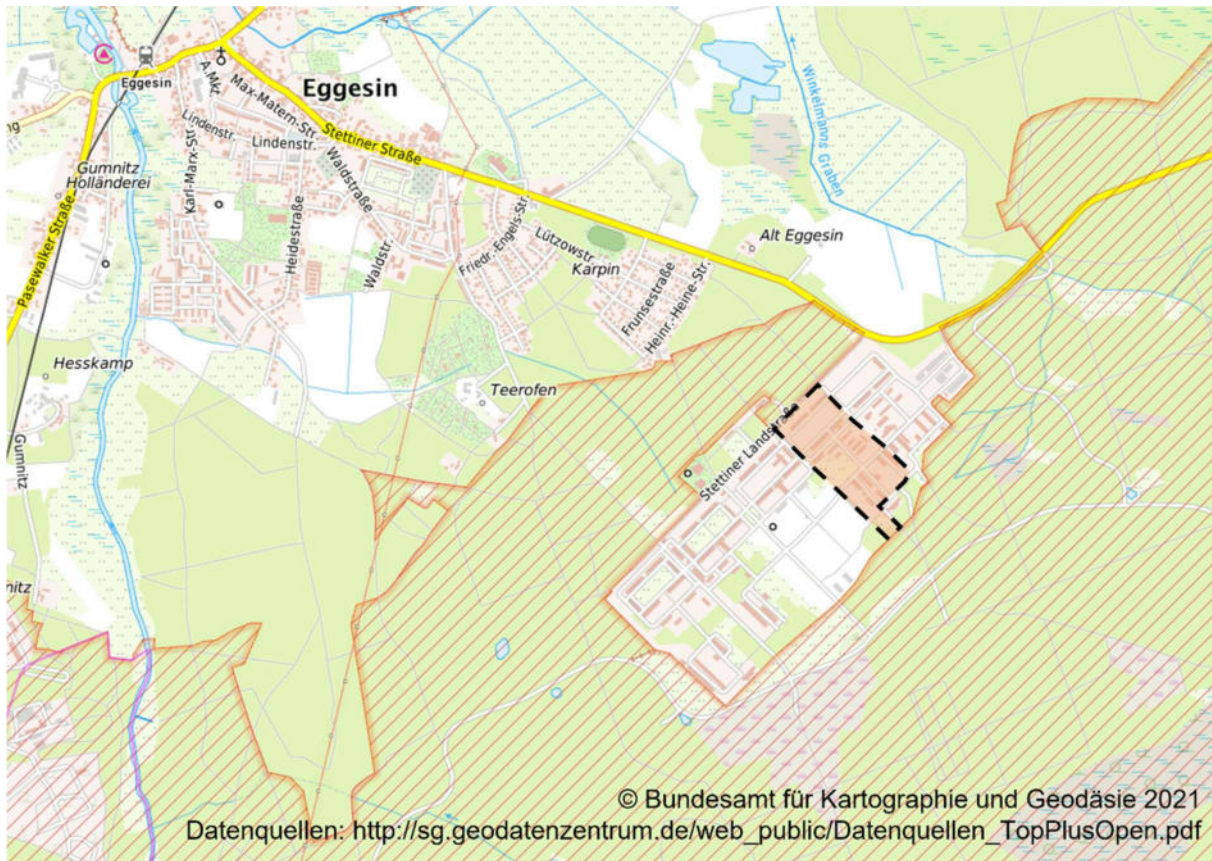 Eggesin
Eggesin
A.Mkt
Max-Matern-Str.
Stettiner Straße
Winkelmanns Graben
ng
Lindenstr.
Lindenstr.
Waldstraße
Gumnitz
Holländerei
Karl-Marx-Str.
Heidestraße
Waldstr.
Friedr.-Engels-Str.
Lützowstr.
Karpin
Alt Eggesin
Frunsestraße
Heinr.-Heine-Str.
Pasewalker Straße
Hesskamp
Teerofen
Gumnitz
Stettiner Landstraße
nitz
© Bundesamt für Kartographie und Geodäsie 2021
Datenquellen: http://sg.geodatenzentrum.de/web_public/Datenquellen_TopPlusOpen.pdf